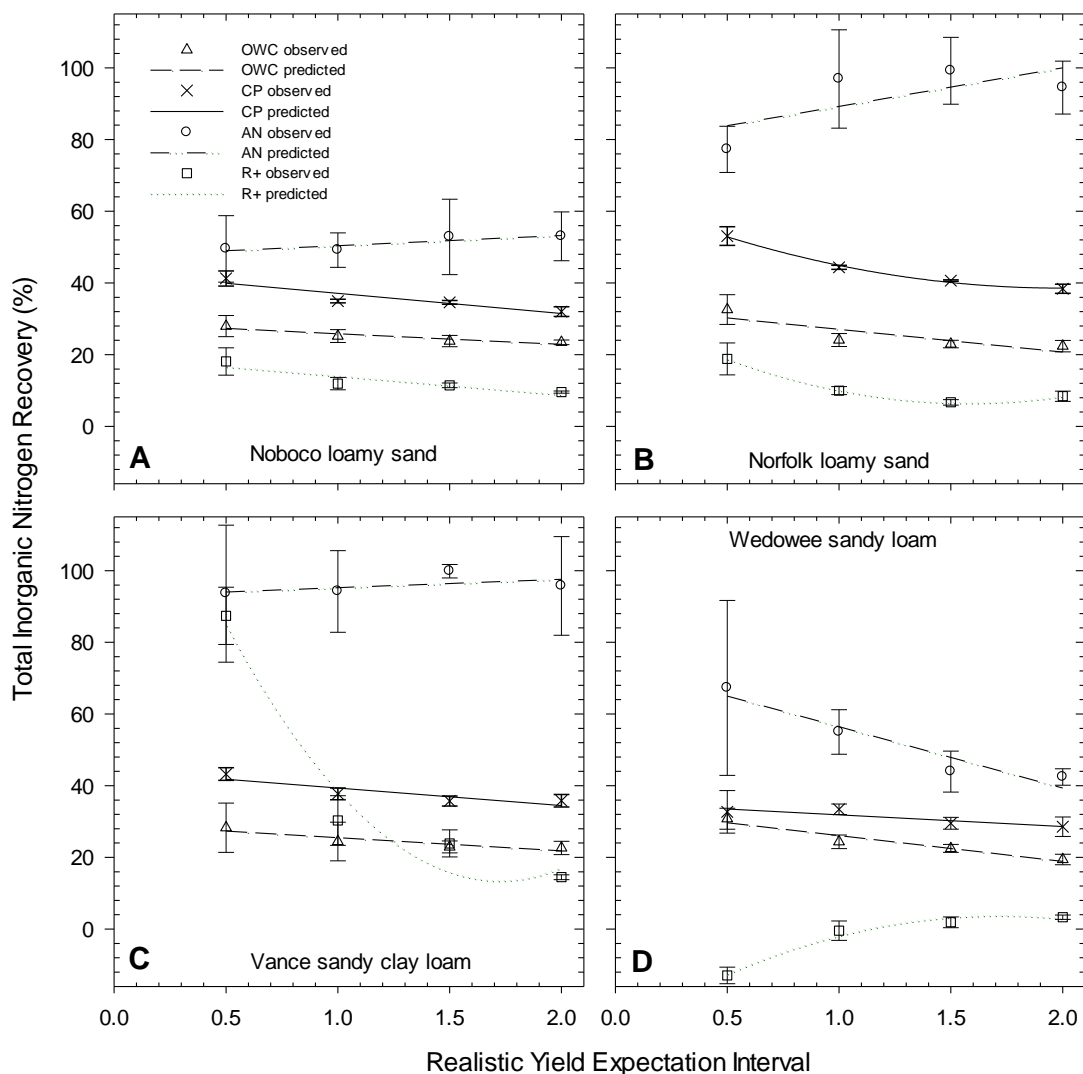 Total Inorganic Nitrogen Recovery (%)
100
80
60
40
20
0
OWC observed
OWC predicted
CP observed
CP predicted
AN observed
AN predicted
R+ observed
R+ predicted
A
Noboco loamy sand
B
Norfolk loamy sand
100
80
60
40
20
0
C
Vance sandy clay loam
Wedowee sandy loam
D
0.0 0.5 1.0 1.5 2.0
0.0 0.5 1.0 1.5 2.0
Realistic Yield Expectation Interval